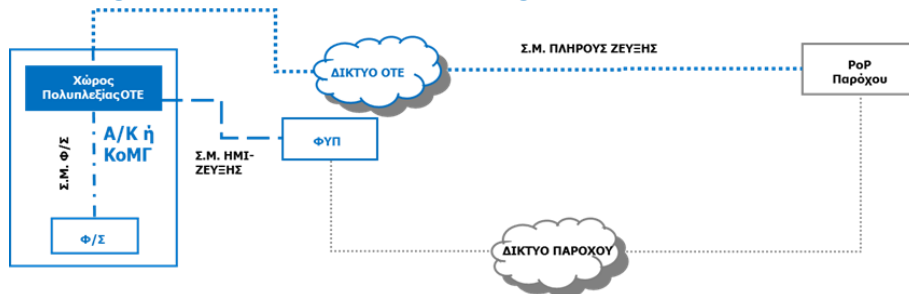 Σ.Μ. ΠΛΗΡΟΥΣ ΖΕΥΞΗΣ
Χώρος
Πολυπλεξίας ΟΤΕ
ΔΙΚΤΥΟ ΟΤΕ
PoP
Παρόχου
Σ.Μ. Φ/Σ
Α/Κ ή
ΚοΜΓ
Σ.Μ. ΗΜΙ-
ΖΕΥΞΗΣ
ΦΥΠ
Φ/Σ
ΔΙΚΤΥΟ ΠΑΡΟΧΟΥ